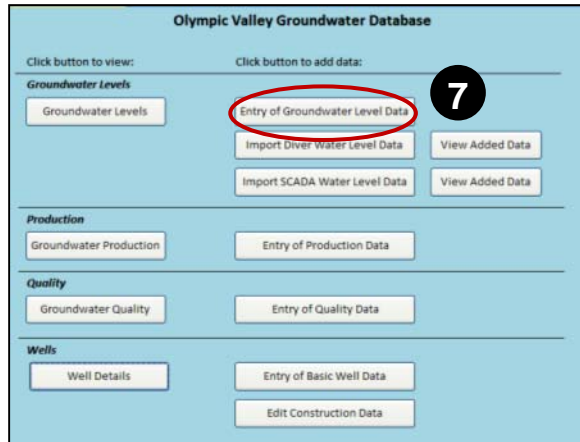 Olympic Valley Groundwater Database
Click button to view: Click button to add data:
Groundwater Levels
Groundwater Levels Entry of Groundwater Level Data 7
Import Diver Water Level Data View Added Data
Import SCADA Water Level Data View Added Data
Production
Groundwater Production Entry of Production Data
Quality
Groundwater Quality Entry of Quality Data
Wells
Well Details Entry of Basic Well Data
Edit Construction Data